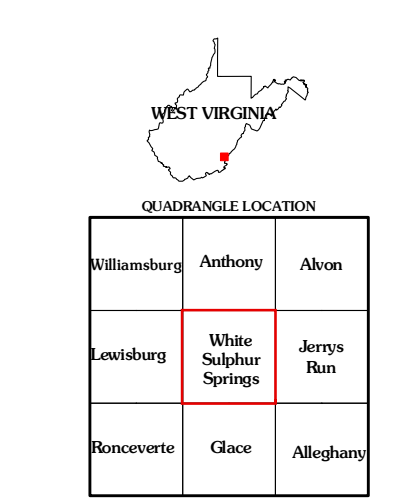 WEST VIRGINIA
QUADRANGLE LOCATION
Williamsburg
Anthony
Alvon
Lewisburg
White
Sulphur
Springs
Jerrys
Run
Ronceverte
Glace
Alleghany